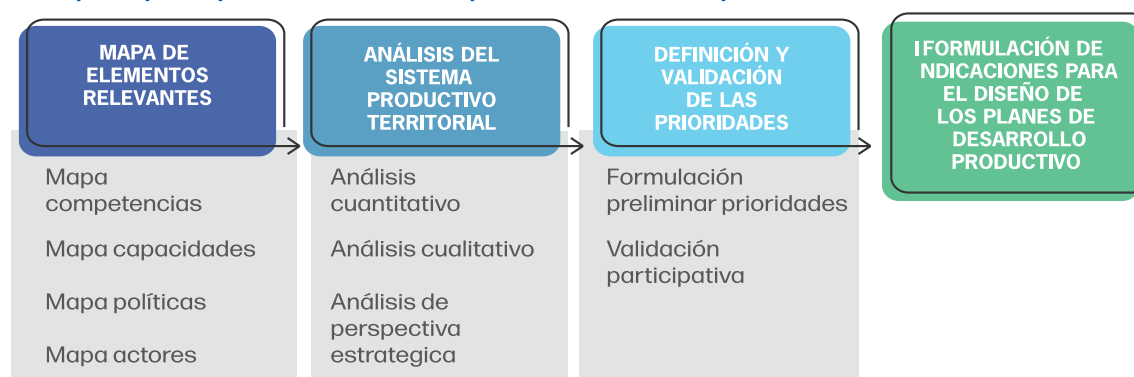 MAPA DE
ELEMENTOS
RELEVANTES
Mapa
competencias
Mapa capacidades
Mapa políticas
Mapa actores
ANÁLISIS DEL
SISTEMA
PRODUCTIVO
TERRITORIAL
Análisis
cuantitativo
Análisis cualitativo
Análisis de
perspectiva
estrategica
DEFINICIÓN Y
VALIDACIÓN
DE LAS
PRIORIDADES
Formulación
preliminar prioridades
Validación
participativa
IFORMULACIÓN DE
NDICACIONES PARA
EL DISEÑO DE
LOS PLANES DE
DESARROLLO
PRODUCTIVO